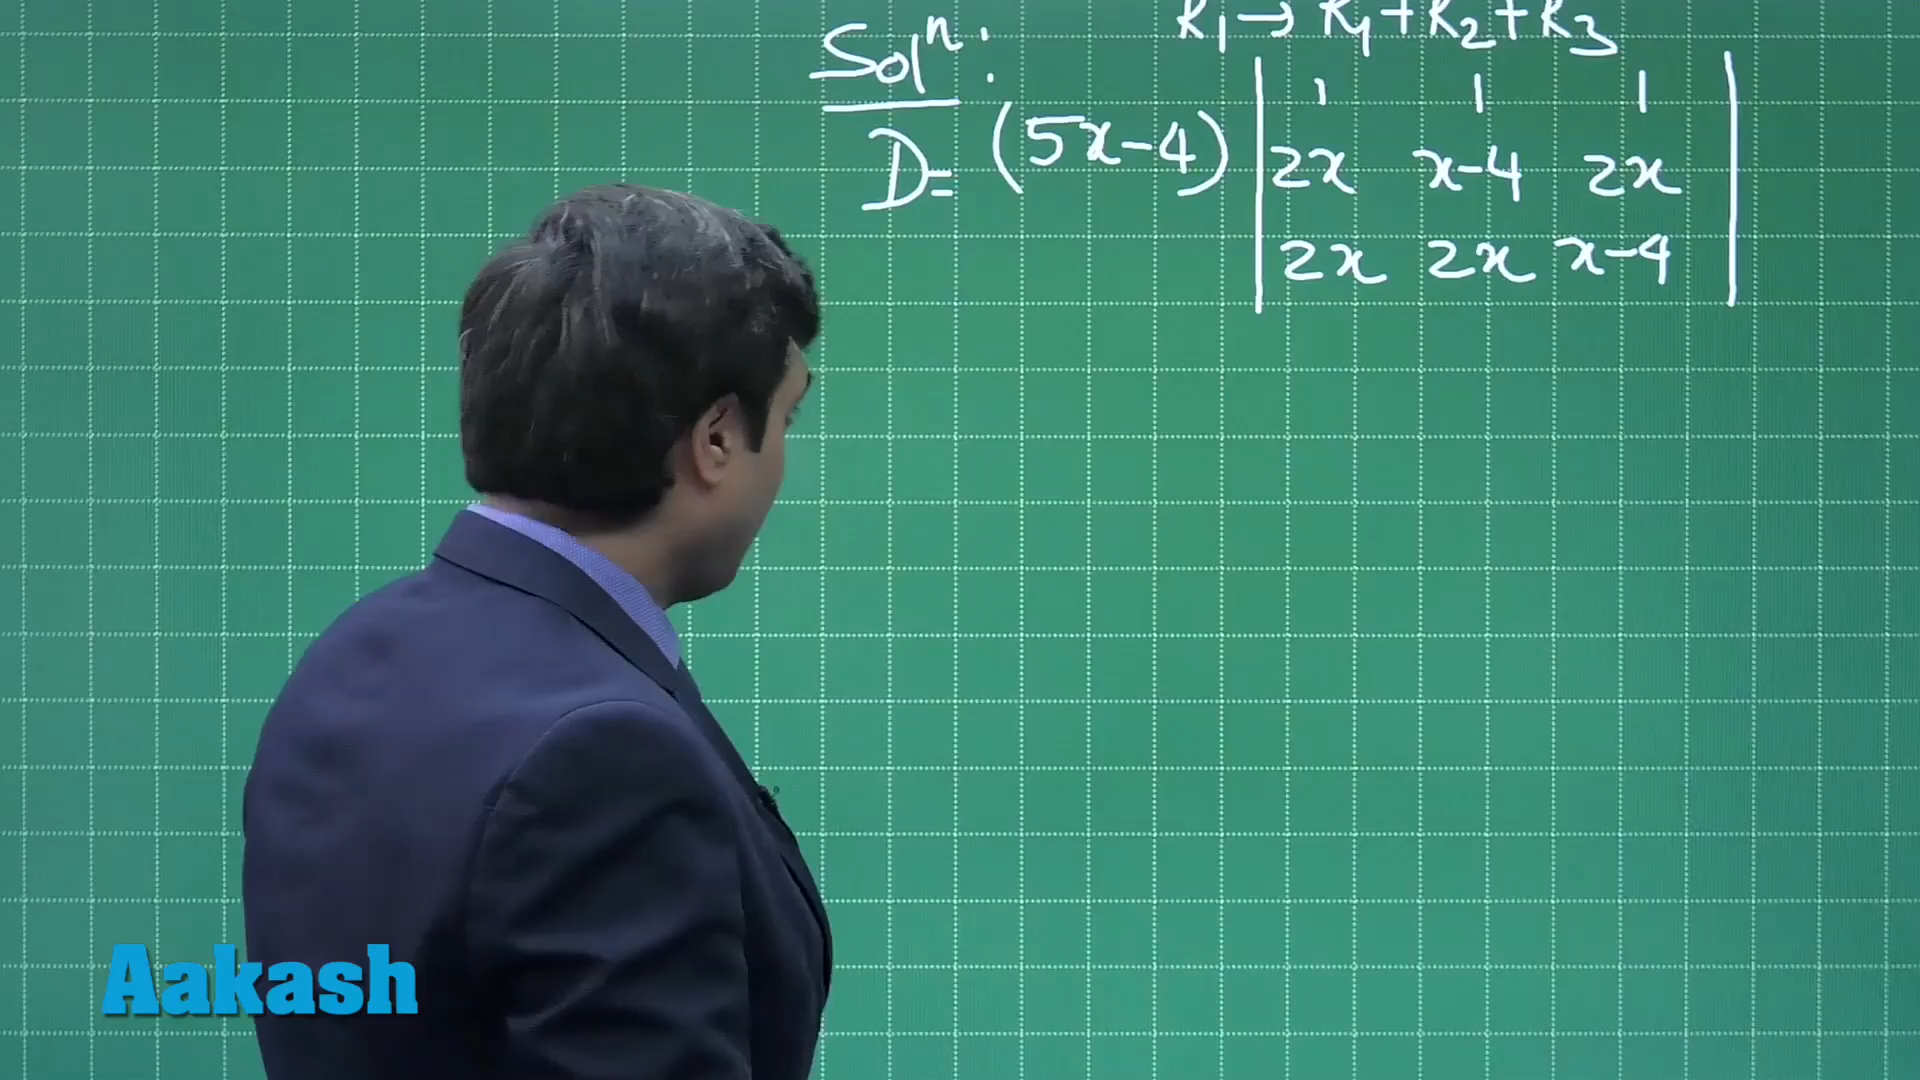 Solⁿ: R₁→R₁+R₂+R₃
D= (5x-4) | 1 1 1 |
| 2x x-4 2x |
| 2x 2x x-4 |
Aakash